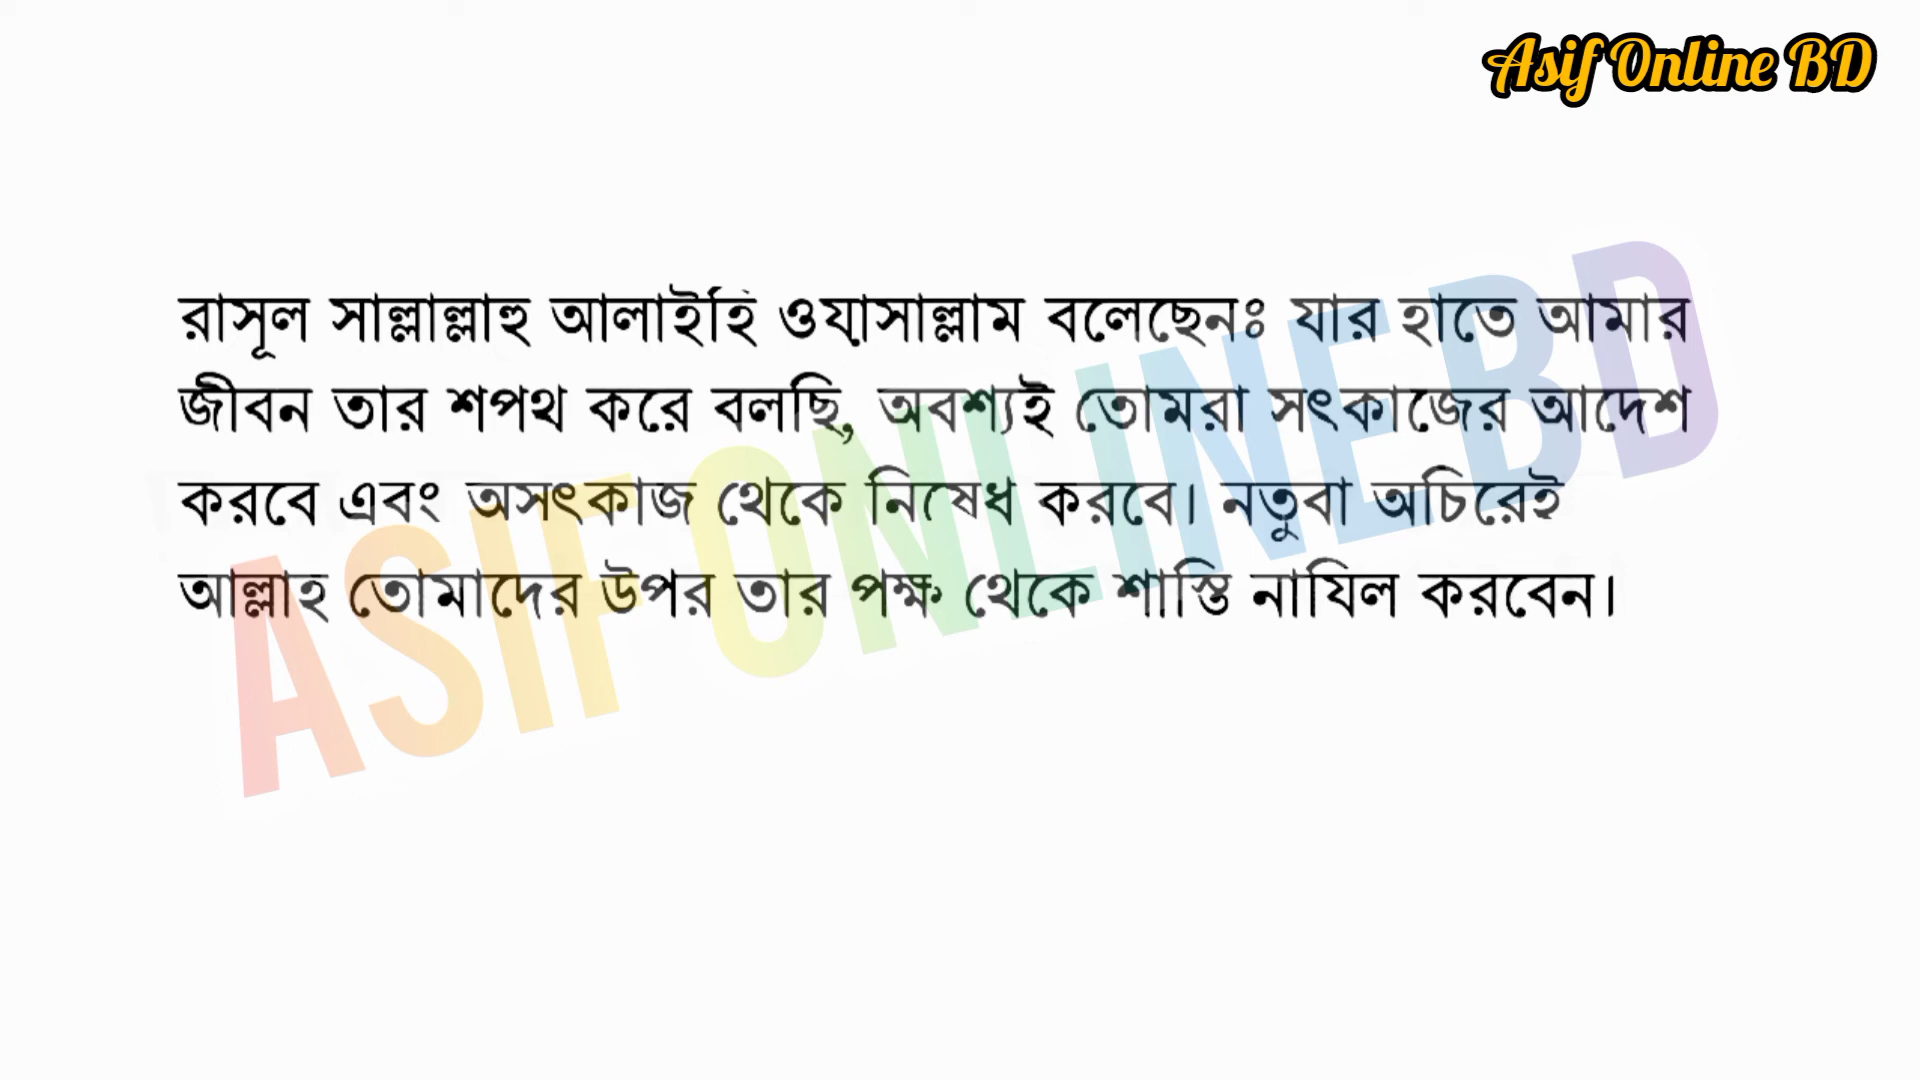 Asif Online BD
রাসূল সাল্লাল্লাহু আলাইহি ওয়াসাল্লাম বলেছেনঃ যার হাতে আমার
জীবন তার শপথ করে বলছি, অবশ্যই তোমরা সৎকাজের আদেশ
করবে এবং অসৎকাজ থেকে নিষেধ করবে। নতুবা অচিরেই
আল্লাহ তোমাদের উপর তার পক্ষ থেকে শাস্তি নাযিল করবেন।
ASIF ONLINE BD